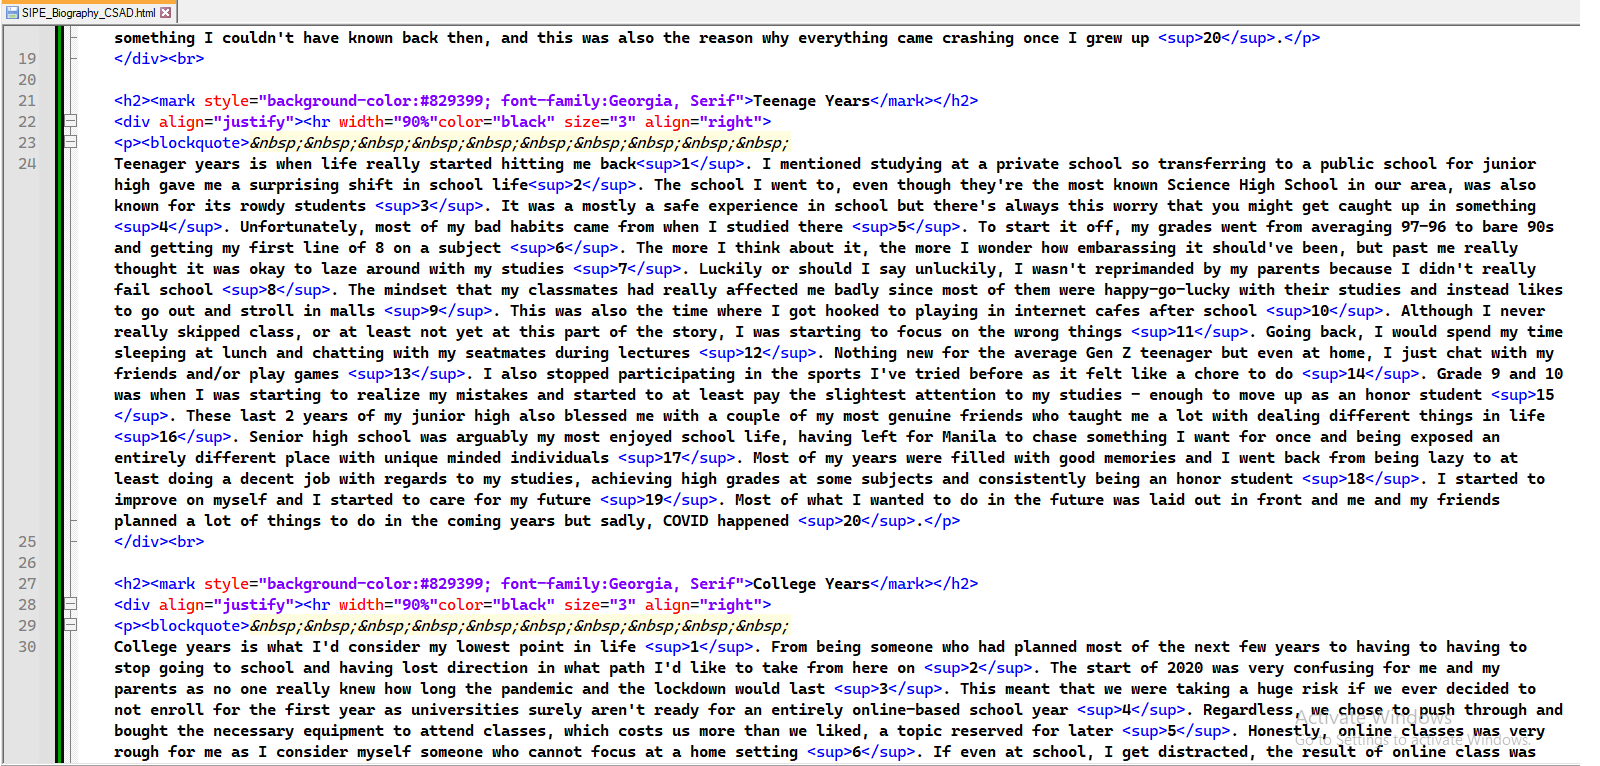 SIPE_Biography_CSAD.html
something I couldn't have known back then, and this was also the reason why everything came crashing once I grew up <sup>20</sup>.</p>
19 </div><br>
20
21 <h2><mark style="background-color:#829399; font-family:Georgia, Serif">Teenage Years</mark></h2>
22 <div align="justify"><hr width="90%"color="black" size="3" align="right">
23 <p><blockquote>&nbsp;&nbsp;&nbsp;&nbsp;&nbsp;&nbsp;&nbsp;&nbsp;&nbsp;&nbsp;
24 Teenager years is when life really started hitting me back<sup>1</sup>. I mentioned studying at a private school so transferring to a public school for junior
high gave me a surprising shift in school life<sup>2</sup>. The school I went to, even though they're the most known Science High School in our area, was also
known for its rowdy students <sup>3</sup>. It was a mostly a safe experience in school but there's always this worry that you might get caught up in something
<sup>4</sup>. Unfortunately, most of my bad habits came from when I studied there <sup>5</sup>. To start it off, my grades went from averaging 97-96 to bare 90s
and getting my first line of 8 on a subject <sup>6</sup>. The more I think about it, the more I wonder how embarassing it should've been, but past me really
thought it was okay to laze around with my studies <sup>7</sup>. Luckily or should I say unluckily, I wasn't reprimanded by my parents because I didn't really
fail school <sup>8</sup>. The mindset that my classmates had really affected me badly since most of them were happy-go-lucky with their studies and instead likes
to go out and stroll in malls <sup>9</sup>. This was also the time where I got hooked to playing in internet cafes after school <sup>10</sup>. Although I never
really skipped class, or at least not yet at this part of the story, I was starting to focus on the wrong things <sup>11</sup>. Going back, I would spend my time
sleeping at lunch and chatting with my seatmates during lectures <sup>12</sup>. Nothing new for the average Gen Z teenager but even at home, I just chat with my
friends and/or play games <sup>13</sup>. I also stopped participating in the sports I've tried before as it felt like a chore to do <sup>14</sup>. Grade 9 and 10
was when I was starting to realize my mistakes and started to at least pay the slightest attention to my studies - enough to move up as an honor student <sup>15
</sup>. These last 2 years of my junior high also blessed me with a couple of my most genuine friends who taught me a lot with dealing different things in life
<sup>16</sup>. Senior high school was arguably my most enjoyed school life, having left for Manila to chase something I want for once and being exposed an
entirely different place with unique minded individuals <sup>17</sup>. Most of my years were filled with good memories and I went back from being lazy to at
least doing a decent job with regards to my studies, achieving high grades at some subjects and consistently being an honor student <sup>18</sup>. I started to
improve on myself and I started to care for my future <sup>19</sup>. Most of what I wanted to do in the future was laid out in front and me and my friends
planned a lot of things to do in the coming years but sadly, COVID happened <sup>20</sup>.</p>
25 </div><br>
26
27 <h2><mark style="background-color:#829399; font-family:Georgia, Serif">College Years</mark></h2>
28 <div align="justify"><hr width="90%"color="black" size="3" align="right">
29 <p><blockquote>&nbsp;&nbsp;&nbsp;&nbsp;&nbsp;&nbsp;&nbsp;&nbsp;&nbsp;&nbsp;
30 College years is what I'd consider my lowest point in life <sup>1</sup>. From being someone who had planned most of the next few years to having to having to
stop going to school and having lost direction in what path I'd like to take from here on <sup>2</sup>. The start of 2020 was very confusing for me and my
parents as no one really knew how long the pandemic and the lockdown would last <sup>3</sup>. This meant that we were taking a huge risk if we ever decided to
not enroll for the first year as universities surely aren't ready for an entirely online-based school year <sup>4</sup>. Regardless, we chose to push through and
bought the necessary equipment to attend classes, which costs us more than we liked, a topic reserved for later <sup>5</sup>. Honestly, online classes was very
rough for me as I consider myself someone who cannot focus at a home setting <sup>6</sup>. If even at school, I get distracted, the result of online class was
Activate Windows
Go to Settings to activate Windows.